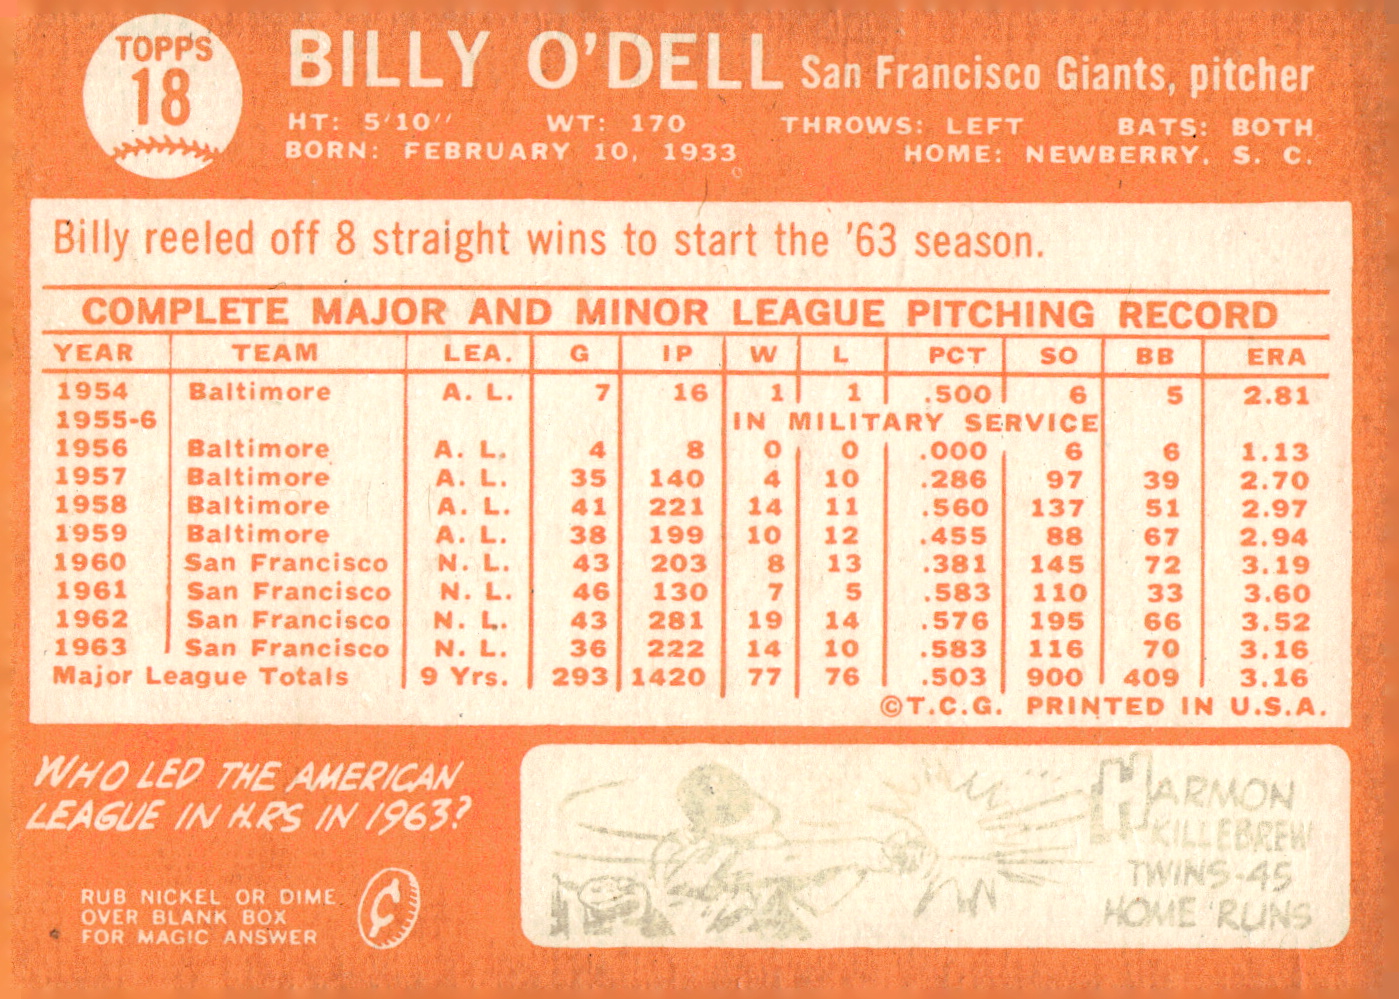 TOPPS
18
BILLY O'DELL San Francisco Giants, pitcher
HT: 5'10" WT: 170 THROWS: LEFT BATS: BOTH
BORN: FEBRUARY 10, 1933 HOME: NEWBERRY, S. C.
Billy reeled off 8 straight wins to start the '63 season.
COMPLETE MAJOR AND MINOR LEAGUE PITCHING RECORD
YEAR TEAM LEA. G IP W L PCT SO BB ERA
1954 Baltimore A. L. 7 16 1 1 .500 6 5 2.81
1955-6 IN MILITARY SERVICE
1956 Baltimore A. L. 4 8 0 0 .000 6 6 1.13
1957 Baltimore A. L. 35 140 4 10 .286 97 39 2.70
1958 Baltimore A. L. 41 221 14 11 .560 137 51 2.97
1959 Baltimore A. L. 38 199 10 12 .455 88 67 2.94
1960 San Francisco N. L. 43 203 8 13 .381 145 72 3.19
1961 San Francisco N. L. 46 130 7 5 .583 110 33 3.60
1962 San Francisco N. L. 43 281 19 14 .576 195 66 3.52
1963 San Francisco N. L. 36 222 14 10 .583 116 70 3.16
Major League Totals 9 Yrs. 293 1420 77 76 .503 900 409 3.16
©T.C.G. PRINTED IN U.S.A.
WHO LED THE AMERICAN
LEAGUE IN H.RS IN 1963?
RUB NICKEL OR DIME
OVER BLANK BOX
FOR MAGIC ANSWER
HARMON
KILLEBREW
TWINS-45
HOME RUNS